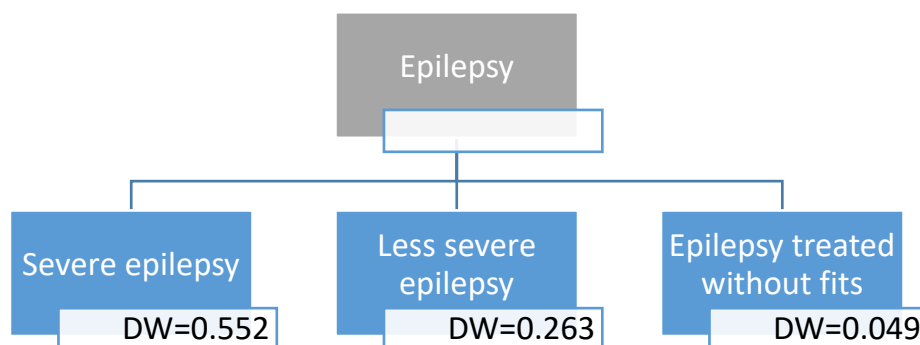 Epilepsy
Severe epilepsy
DW=0.552
Less severe
epilepsy
DW=0.263
Epilepsy treated
without fits
DW=0.049